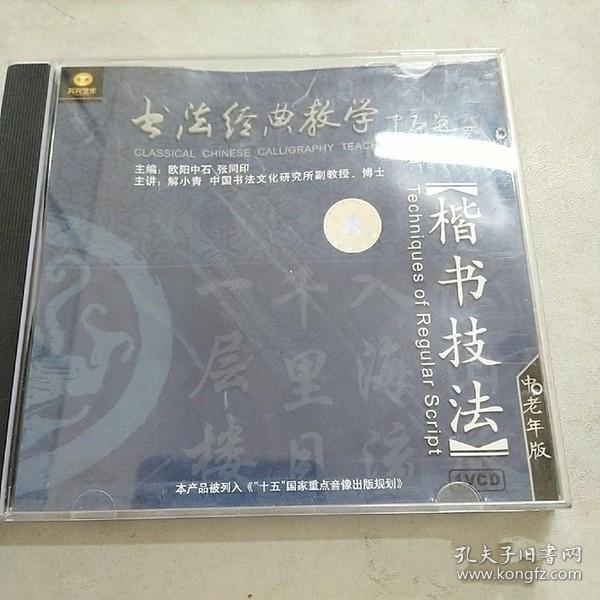 天天艺术
书法经典教学
CLASSICAL CHINESE CALLIGRAPHY TEACH
主编：欧阳中石 张同印
主讲：解小青 中国书法文化研究所副教授、博士
【楷书技法】
Techniques of Regular Script
中老年版
入海流
千里目
一层楼
1VCD
本产品被列入《“十五”国家重点音像出版规划》
孔夫子旧书网
www.kongfz.com